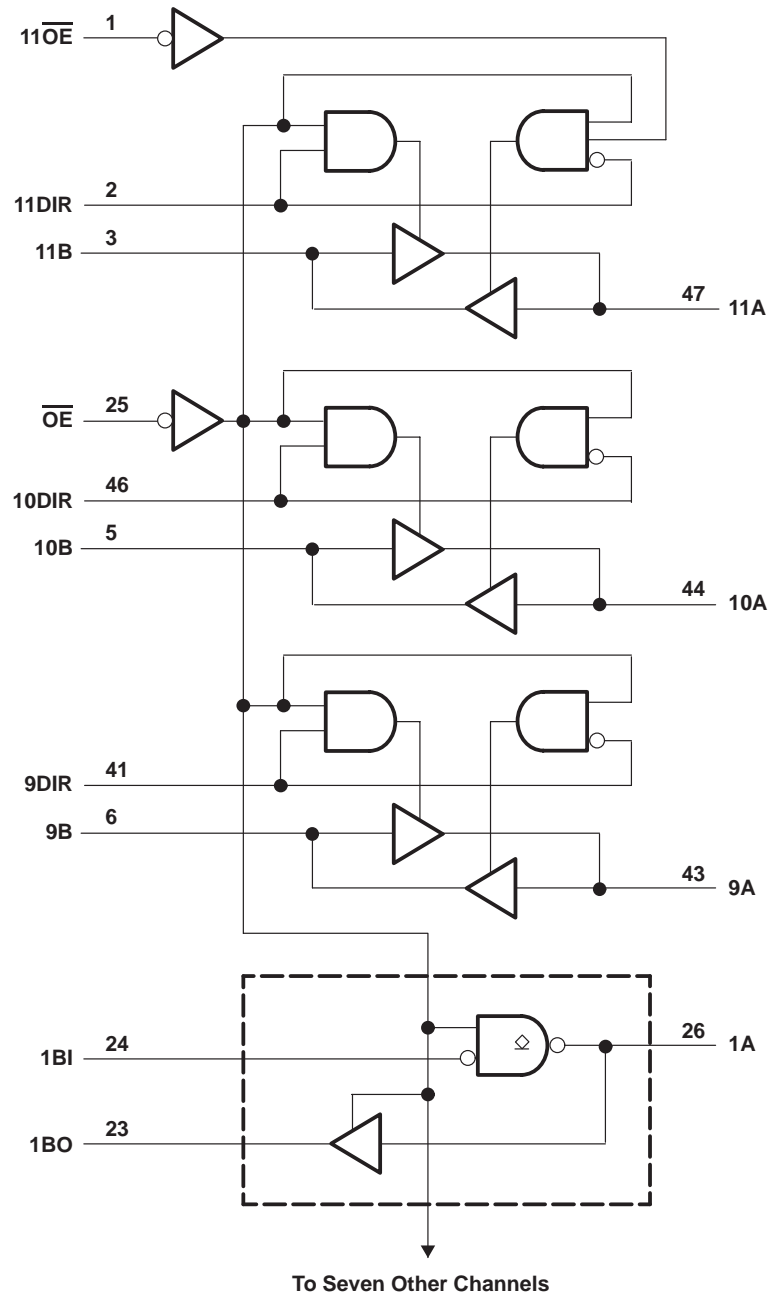 11OE 1
2
11DIR
3
11B
47
11A
OE 25
46
10DIR
5
10B
44
10A
41
9DIR
6
9B
43
9A
26
1A
24
1BI
23
1BO
To Seven Other Channels